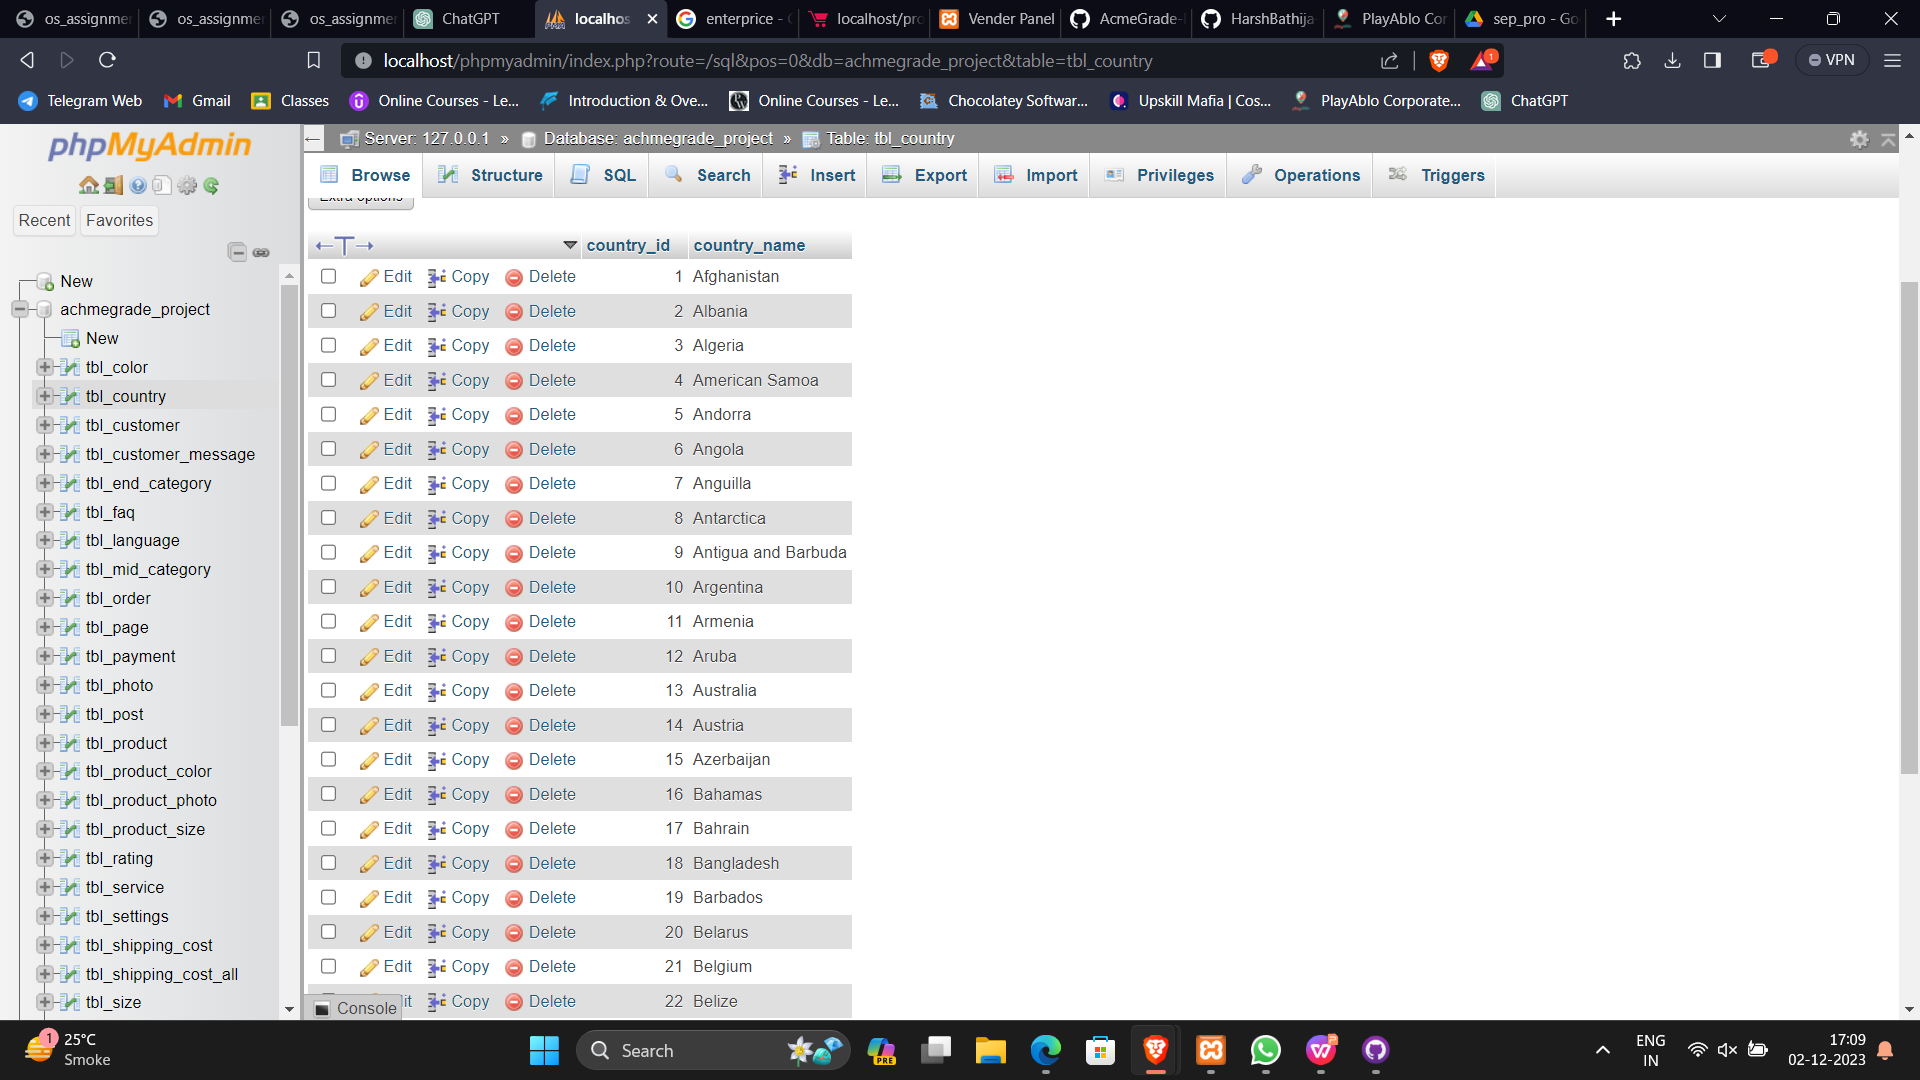 os_assignmen
os_assignmen
os_assignmen
ChatGPT
localhos
enterprice -
localhost/pro
Vender Panel
AcmeGrade-
HarshBathija
PlayAblo Cor
sep_pro - Go
localhost/phpmyadmin/index.php?route=/sql&pos=0&db=achmegrade_project&table=tbl_country
1
VPN
Telegram Web
Gmail
Classes
Online Courses - Le...
Introduction & Ove...
Online Courses - Le...
Chocolatey Softwar...
Upskill Mafia | Cos...
PlayAblo Corporate...
ChatGPT
phpMyAdmin
Recent
Favorites
New
achmegrade_project
New
tbl_color
tbl_country
tbl_customer
tbl_customer_message
tbl_end_category
tbl_faq
tbl_language
tbl_mid_category
tbl_order
tbl_page
tbl_payment
tbl_photo
tbl_post
tbl_product
tbl_product_color
tbl_product_photo
tbl_product_size
tbl_rating
tbl_service
tbl_settings
tbl_shipping_cost
tbl_shipping_cost_all
tbl_size
Server: 127.0.0.1 » Database: achmegrade_project » Table: tbl_country
Browse Structure SQL Search Insert Export Import Privileges Operations Triggers
Extra options
country_id country_name
Edit Copy Delete 1 Afghanistan
Edit Copy Delete 2 Albania
Edit Copy Delete 3 Algeria
Edit Copy Delete 4 American Samoa
Edit Copy Delete 5 Andorra
Edit Copy Delete 6 Angola
Edit Copy Delete 7 Anguilla
Edit Copy Delete 8 Antarctica
Edit Copy Delete 9 Antigua and Barbuda
Edit Copy Delete 10 Argentina
Edit Copy Delete 11 Armenia
Edit Copy Delete 12 Aruba
Edit Copy Delete 13 Australia
Edit Copy Delete 14 Austria
Edit Copy Delete 15 Azerbaijan
Edit Copy Delete 16 Bahamas
Edit Copy Delete 17 Bahrain
Edit Copy Delete 18 Bangladesh
Edit Copy Delete 19 Barbados
Edit Copy Delete 20 Belarus
Edit Copy Delete 21 Belgium
Copy Delete 22 Belize
Console
1
25°C
Smoke
Search
PRE
ENG
IN
17:09
02-12-2023